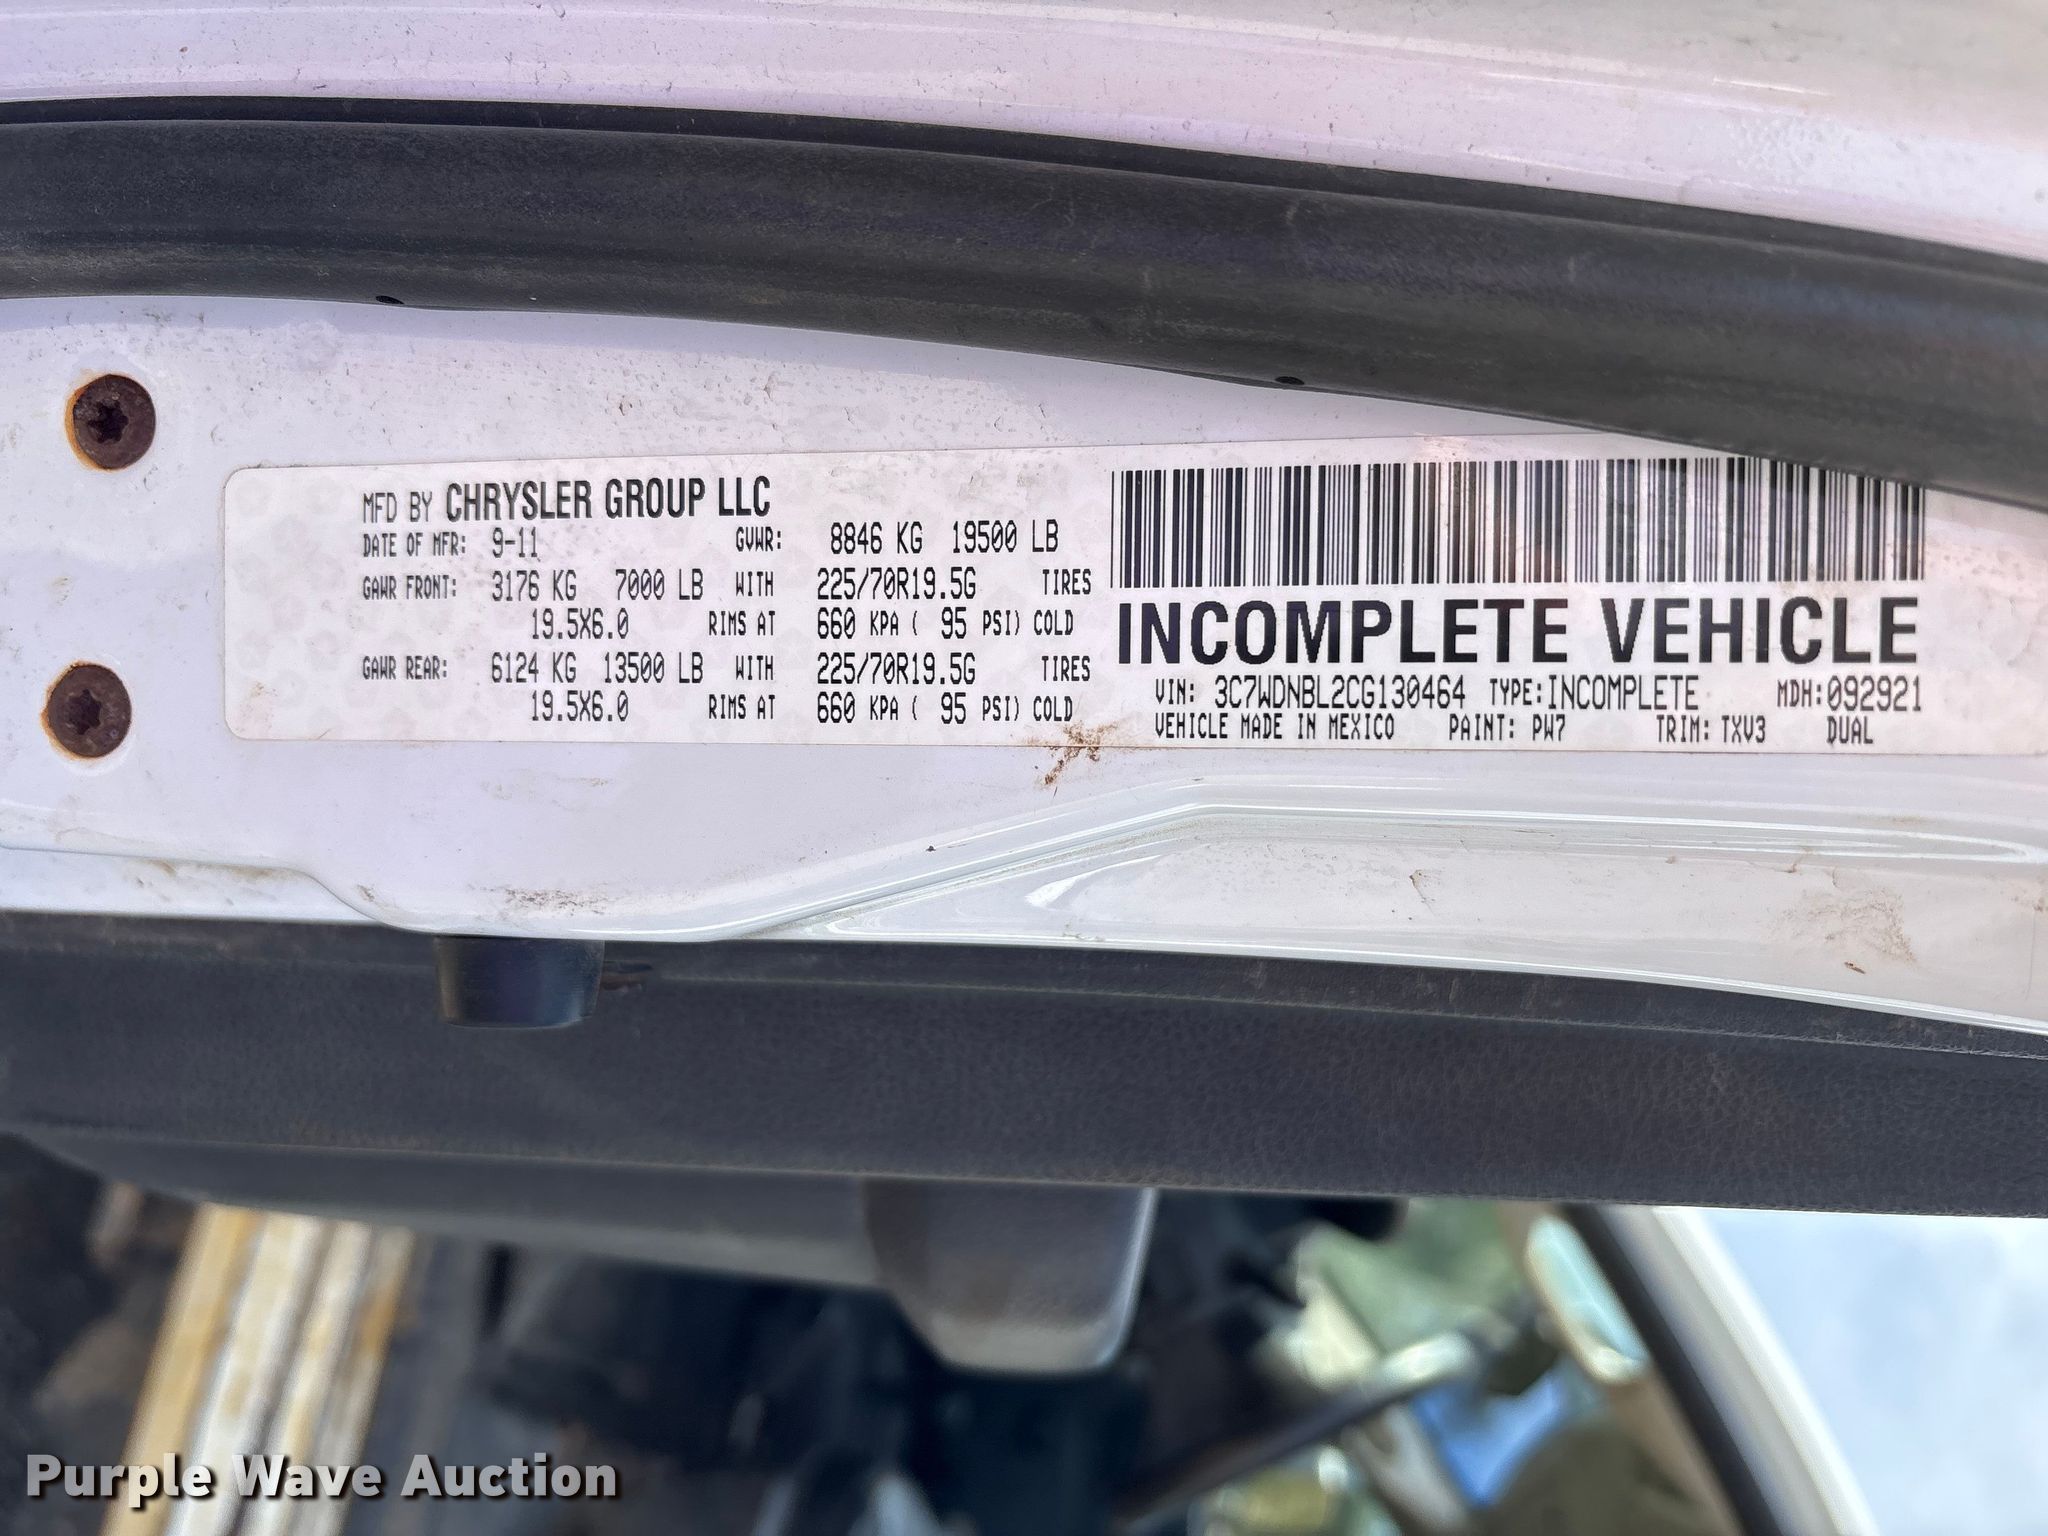 MFD BY CHRYSLER GROUP LLC
DATE OF MFR: 9-11 GVWR: 8846 KG 19500 LB
GAWR FRONT: 3176 KG 7000 LB WITH 225/70R19.5G TIRES
19.5X6.0 RIMS AT 660 KPA ( 95 PSI) COLD
GAWR REAR: 6124 KG 13500 LB WITH 225/70R19.5G TIRES
19.5X6.0 RIMS AT 660 KPA ( 95 PSI) COLD
INCOMPLETE VEHICLE
VIN: 3C7WDNBL2CG130464 TYPE: INCOMPLETE MDH: 092921
VEHICLE MADE IN MEXICO PAINT: PW7 TRIM: TXV3 DUAL
Purple Wave Auction